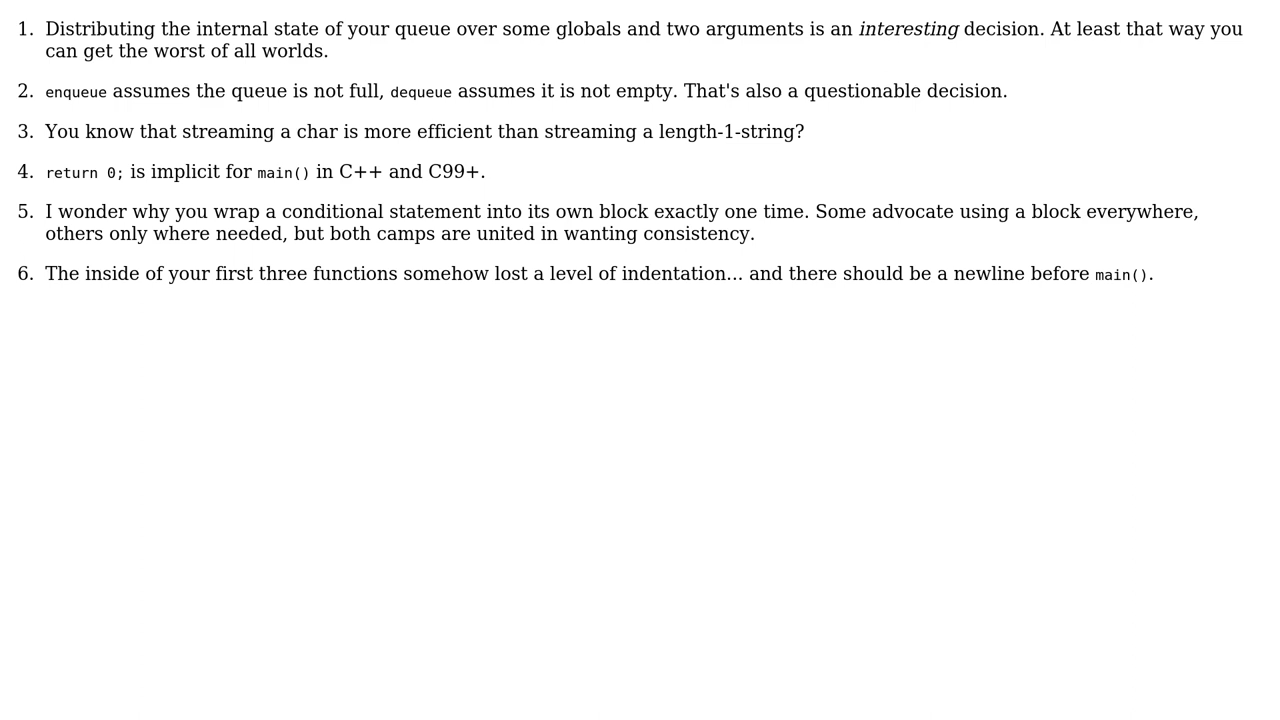 1. Distributing the internal state of your queue over some globals and two arguments is an interesting decision. At least that way you
can get the worst of all worlds.
2. enqueue assumes the queue is not full, dequeue assumes it is not empty. That's also a questionable decision.
3. You know that streaming a char is more efficient than streaming a length-1-string?
4. return 0; is implicit for main() in C++ and C99+.
5. I wonder why you wrap a conditional statement into its own block exactly one time. Some advocate using a block everywhere,
others only where needed, but both camps are united in wanting consistency.
6. The inside of your first three functions somehow lost a level of indentation... and there should be a newline before main().